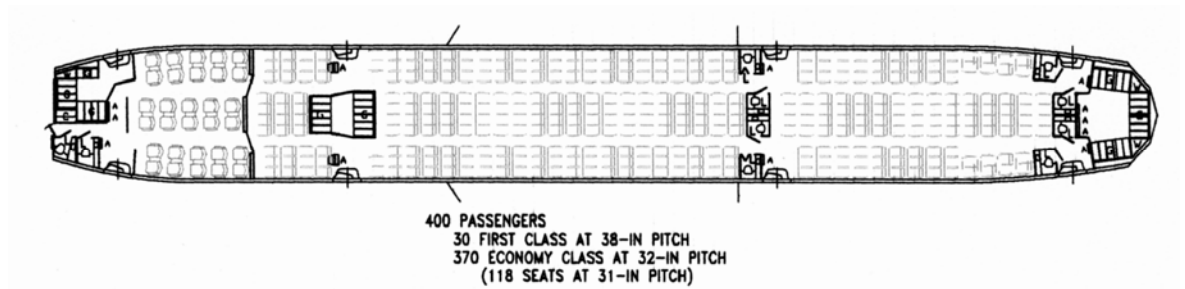 400 PASSENGERS
30 FIRST CLASS AT 38-IN PITCH
370 ECONOMY CLASS AT 32-IN PITCH
(118 SEATS AT 31-IN PITCH)